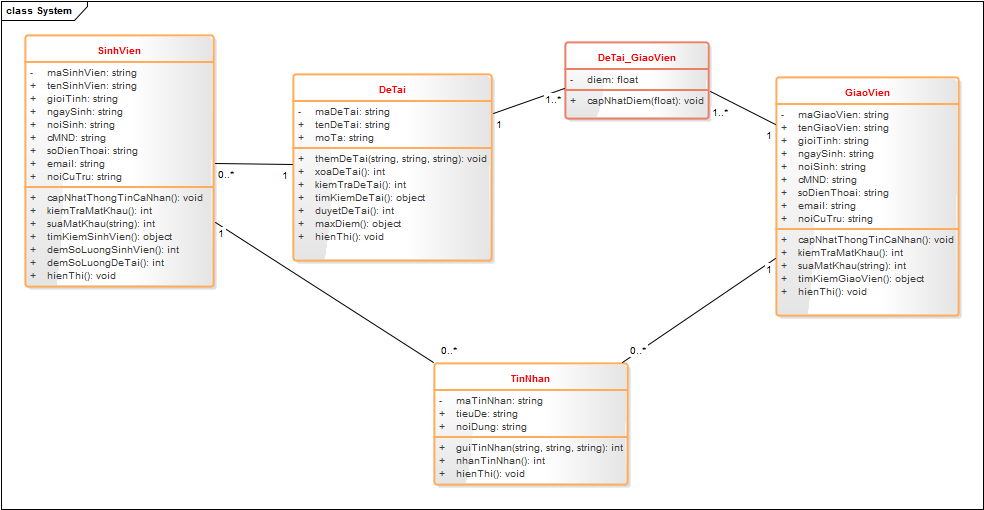 class System
SinhVien
- maSinhVien: string
+ tenSinhVien: string
+ gioiTinh: string
+ ngaySinh: string
+ noiSinh: string
+ cMND: string
+ soDienThoai: string
+ email: string
+ noiCuTru: string
+ capNhatThongTinCaNhan(): void
+ kiemTraMatKhau(): int
+ suaMatKhau(string): int
+ timKiemSinhVien(): object
+ demSoLuongSinhVien(): int
+ demSoLuongDeTai(): int
+ hienThi(): void
DeTai
- maDeTai: string
+ tenDeTai: string
+ moTa: string
+ themDeTai(string, string, string): void
+ xoaDeTai(): int
+ kiemTraDeTai(): int
+ timKiemDeTai(): object
+ duyetDeTai(): int
+ maxDiem(): object
+ hienThi(): void
DeTai_GiaoVien
- diem: float
+ capNhatDiem(float): void
GiaoVien
- maGiaoVien: string
+ tenGiaoVien: string
+ gioiTinh: string
+ ngaySinh: string
+ noiSinh: string
+ cMND: string
+ soDienThoai: string
+ email: string
+ noiCuTru: string
+ capNhatThongTinCaNhan(): void
+ kiemTraMatKhau(): int
+ suaMatKhau(string): int
+ timKiemGiaoVien(): object
+ hienThi(): void
0..*
1
1
1..*
1..*
1
1
0..*
1
0..*
TinNhan
- maTinNhan: string
+ tieuDe: string
+ noiDung: string
+ guiTinNhan(string, string, string): int
+ nhanTinNhan(): int
+ hienThi(): void